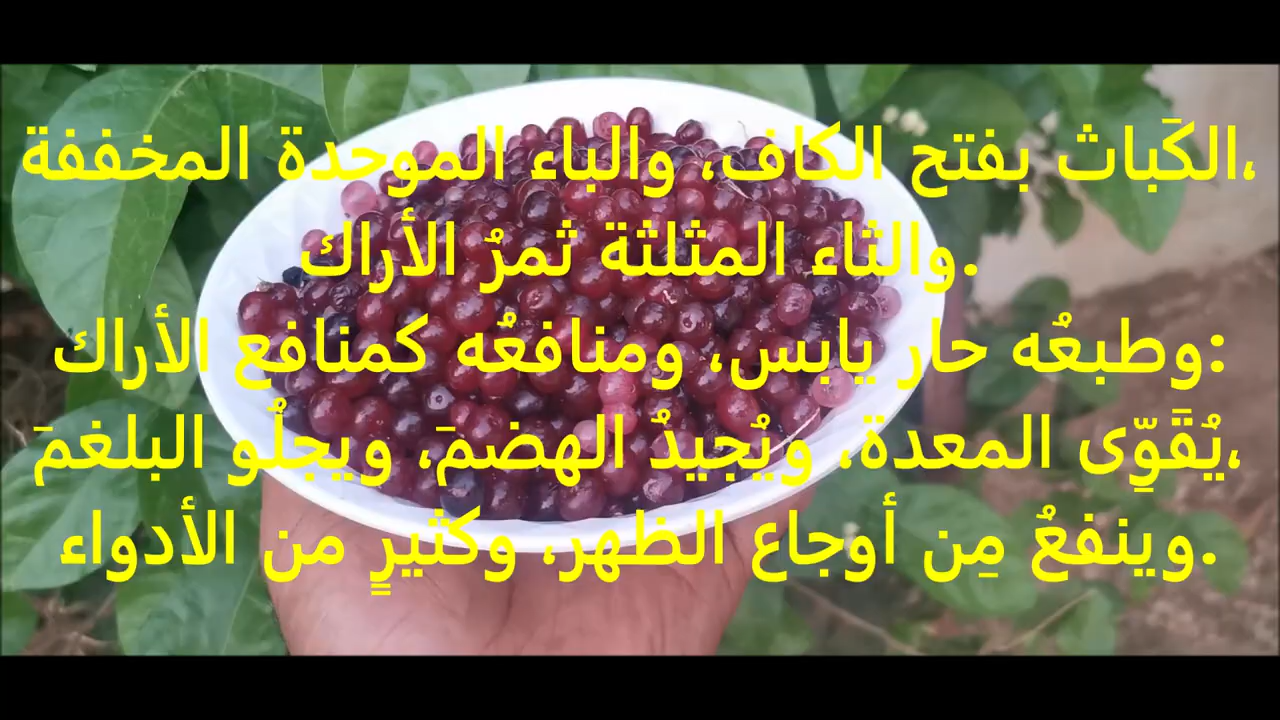 الكَباث بفتح الكاف، والباء الموحدة المخففة،
والثاء المثلثة ثمرُ الأراك.
وطبعُه حار يابس، ومنافعُه كمنافع الأراك:
يُقَوِّى المعدة، ويُجيدُ الهضمَ، ويجلُو البلغمَ،
وينفعُ مِن أوجاع الظهر، وكثيرٍ من الأدواء.